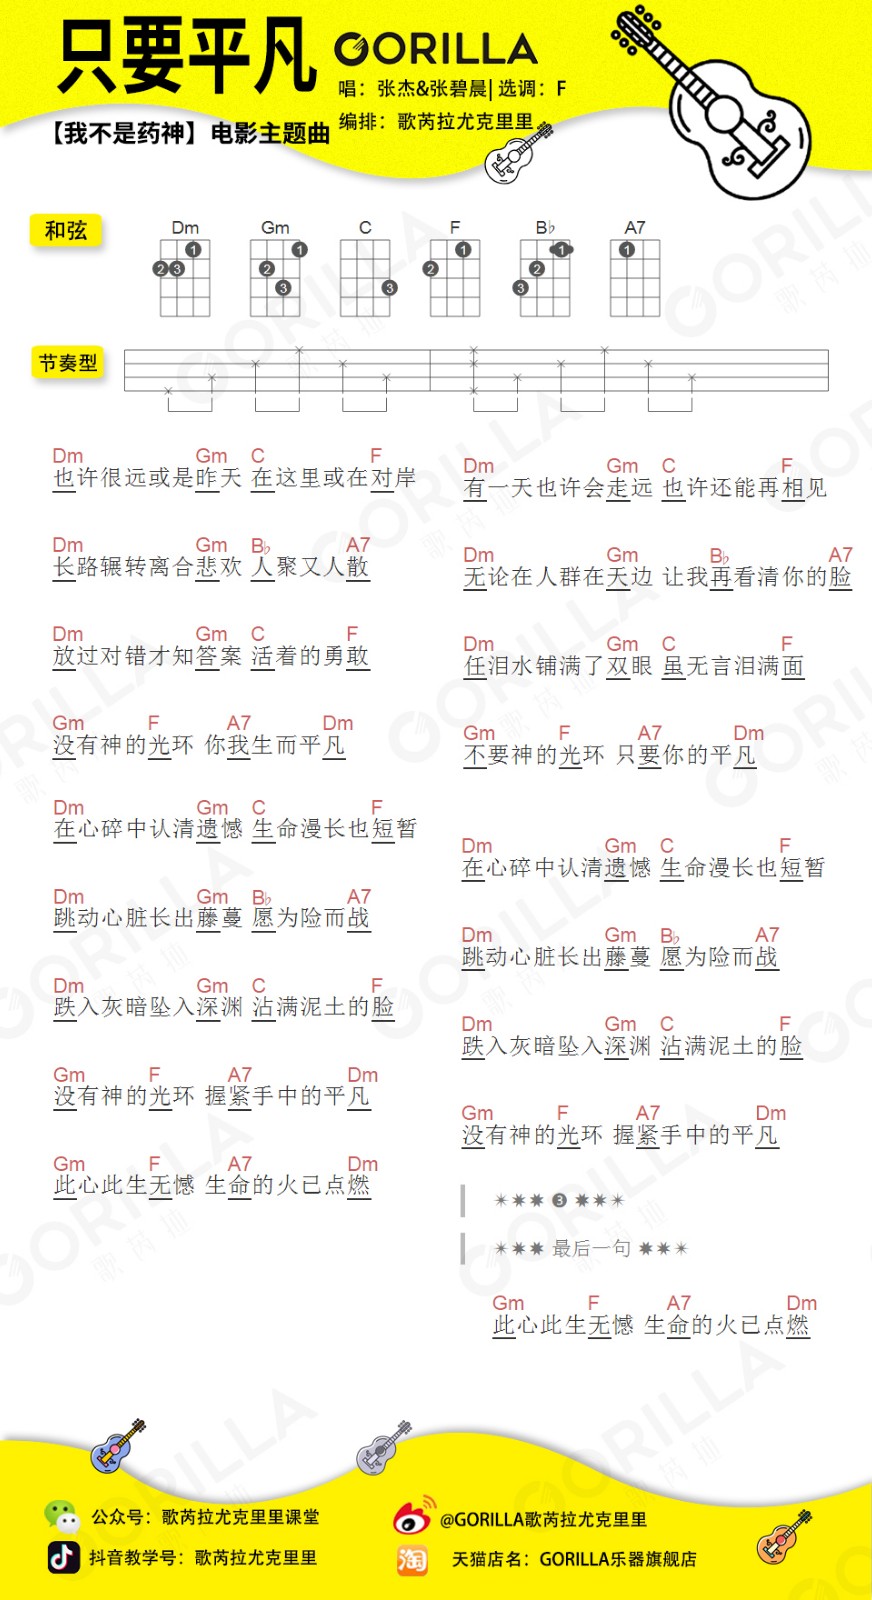 只要平凡
GORILLA
唱：张杰&张碧晨| 选调：F
【我不是药神】电影主题曲
编排：歌芮拉尤克里里
和弦
Dm Gm C F B♭ A7
1 2 3 1 2 3 3 1 2 1 2 3 1
节奏型
Dm Gm C F
也许很远或是昨天 在这里或在对岸
Dm Gm B♭ A7
长路辗转离合悲欢 人聚又人散
Dm Gm C F
放过对错才知答案 活着的勇敢
Gm F A7 Dm
没有神的光环 你我生而平凡
Dm Gm C F
在心碎中认清遗憾 生命漫长也短暂
Dm Gm B♭ A7
跳动心脏长出藤蔓 愿为险而战
Dm Gm C F
跌入灰暗坠入深渊 沾满泥土的脸
Gm F A7 Dm
没有神的光环 握紧手中的平凡
Gm F A7 Dm
此心此生无憾 生命的火已点燃
Dm Gm C F
有一天也许会走远 也许还能再相见
Dm Gm B♭ A7
无论在人群在天边 让我再看清你的脸
Dm Gm C F
任泪水铺满了双眼 虽无言泪满面
Gm F A7 Dm
不要神的光环 只要你的平凡
Dm Gm C F
在心碎中认清遗憾 生命漫长也短暂
Dm Gm B♭ A7
跳动心脏长出藤蔓 愿为险而战
Dm Gm C F
跌入灰暗坠入深渊 沾满泥土的脸
Gm F A7 Dm
没有神的光环 握紧手中的平凡
✴✷✸ ❸ ✸✷✴
✴✷✸ 最后一句 ✸✷✴
Gm F A7 Dm
此心此生无憾 生命的火已点燃
公众号：歌芮拉尤克里里课堂
抖音教学号：歌芮拉尤克里里
@GORILLA歌芮拉尤克里里
淘 天猫店名：GORILLA乐器旗舰店